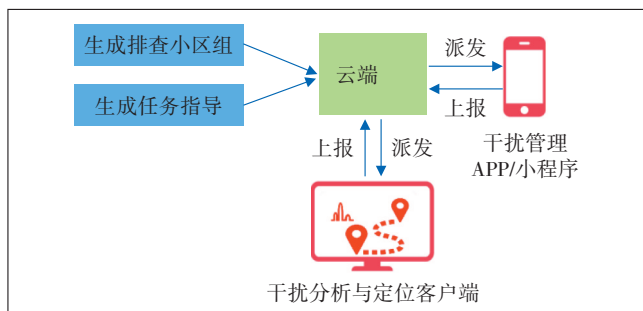 生成排查小区组
生成任务指导
云端
派发
上报
干扰管理
APP/小程序
上报
派发
干扰分析与定位客户端